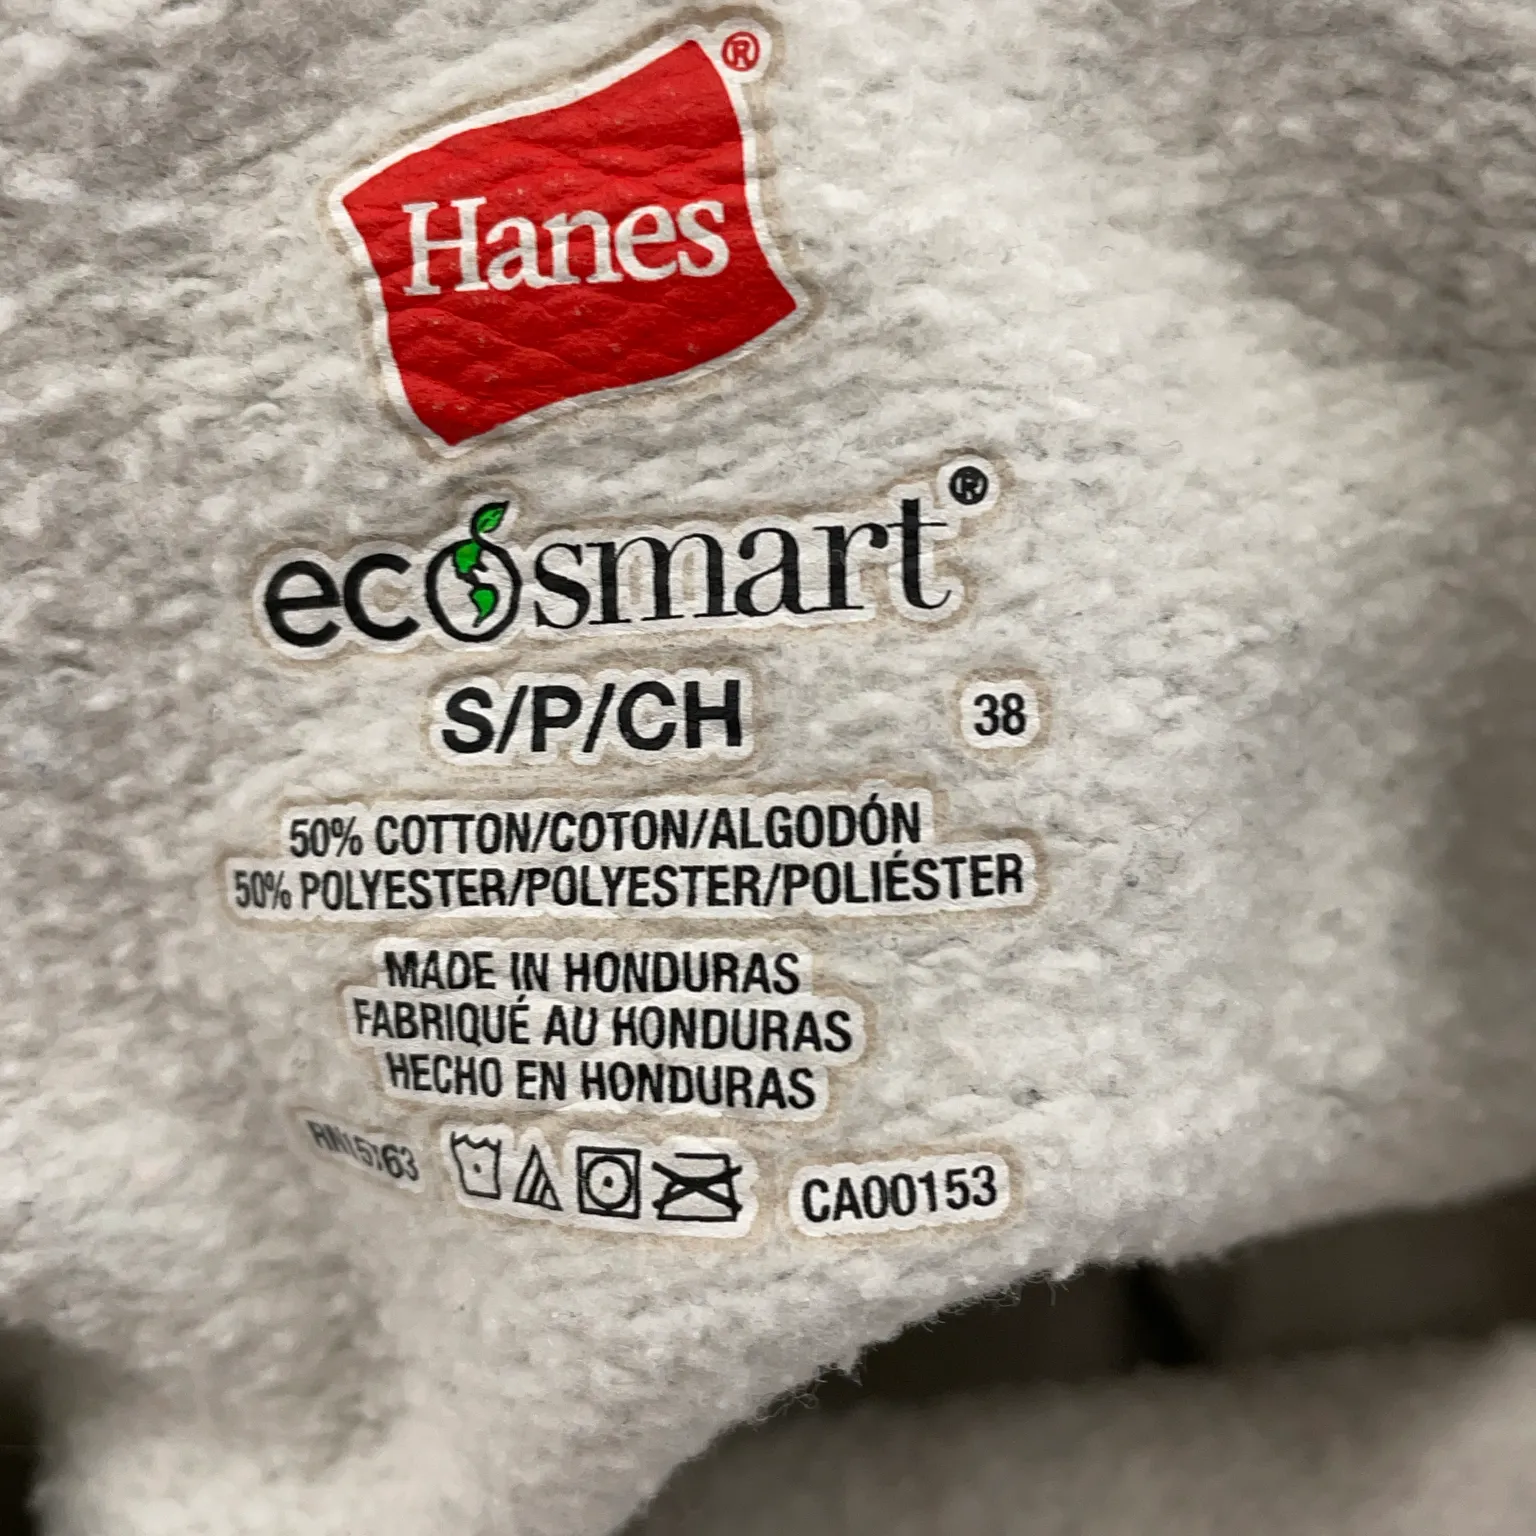 Hanes®
ecosmart®
S/P/CH 38
50% COTTON/COTON/ALGODÓN
50% POLYESTER/POLYESTER/POLIÉSTER
MADE IN HONDURAS
FABRIQUÉ AU HONDURAS
HECHO EN HONDURAS
CA00153